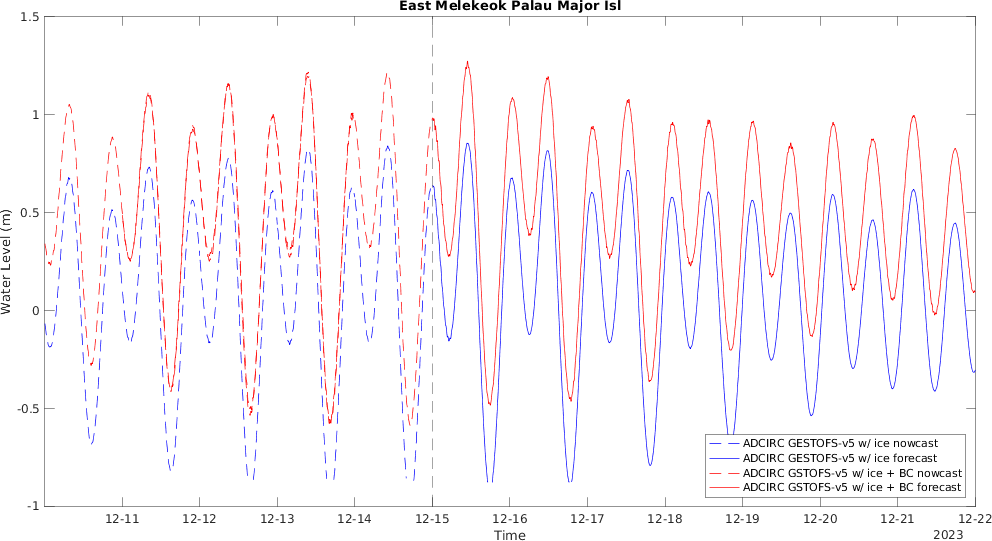 East Melekeok Palau Major Isl
1.5
1
0.5
0
-0.5
-1
Water Level (m)
ADCIRC GESTOFS-v5 w/ ice nowcast
ADCIRC GESTOFS-v5 w/ ice forecast
ADCIRC GSTOFS-v5 w/ ice + BC nowcast
ADCIRC GSTOFS-v5 w/ ice + BC forecast
12-11 12-12 12-13 12-14 12-15 12-16 12-17 12-18 12-19 12-20 12-21 12-22
Time
2023